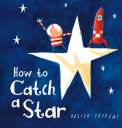 How to
Catch
a Star
OLIVER JEFFERS